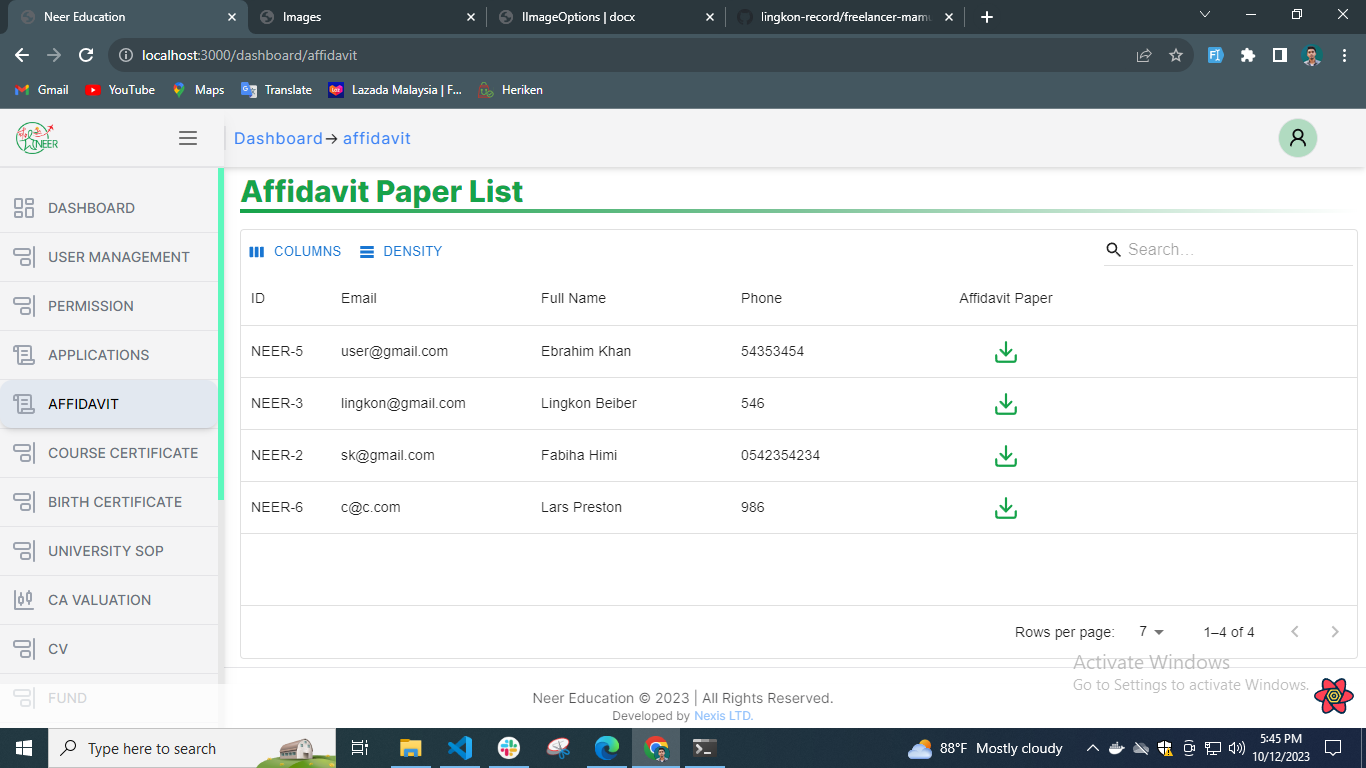 Neer Education
Images
IImageOptions | docx
lingkon-record/freelancer-mamu
localhost:3000/dashboard/affidavit
Gmail
YouTube
Maps
Translate
Lazada Malaysia | F...
Heriken
NEER
Dashboard→affidavit
Affidavit Paper List
DASHBOARD
USER MANAGEMENT
PERMISSION
APPLICATIONS
AFFIDAVIT
COURSE CERTIFICATE
BIRTH CERTIFICATE
UNIVERSITY SOP
CA VALUATION
CV
FUND
COLUMNS DENSITY Search...
ID Email Full Name Phone Affidavit Paper
NEER-5 user@gmail.com Ebrahim Khan 54353454
NEER-3 lingkon@gmail.com Lingkon Beiber 546
NEER-2 sk@gmail.com Fabiha Himi 0542354234
NEER-6 c@c.com Lars Preston 986
Rows per page: 7 1–4 of 4
Activate Windows
Go to Settings to activate Windows.
Neer Education © 2023 | All Rights Reserved.
Developed by Nexis LTD.
Type here to search
88°F Mostly cloudy
5:45 PM
10/12/2023